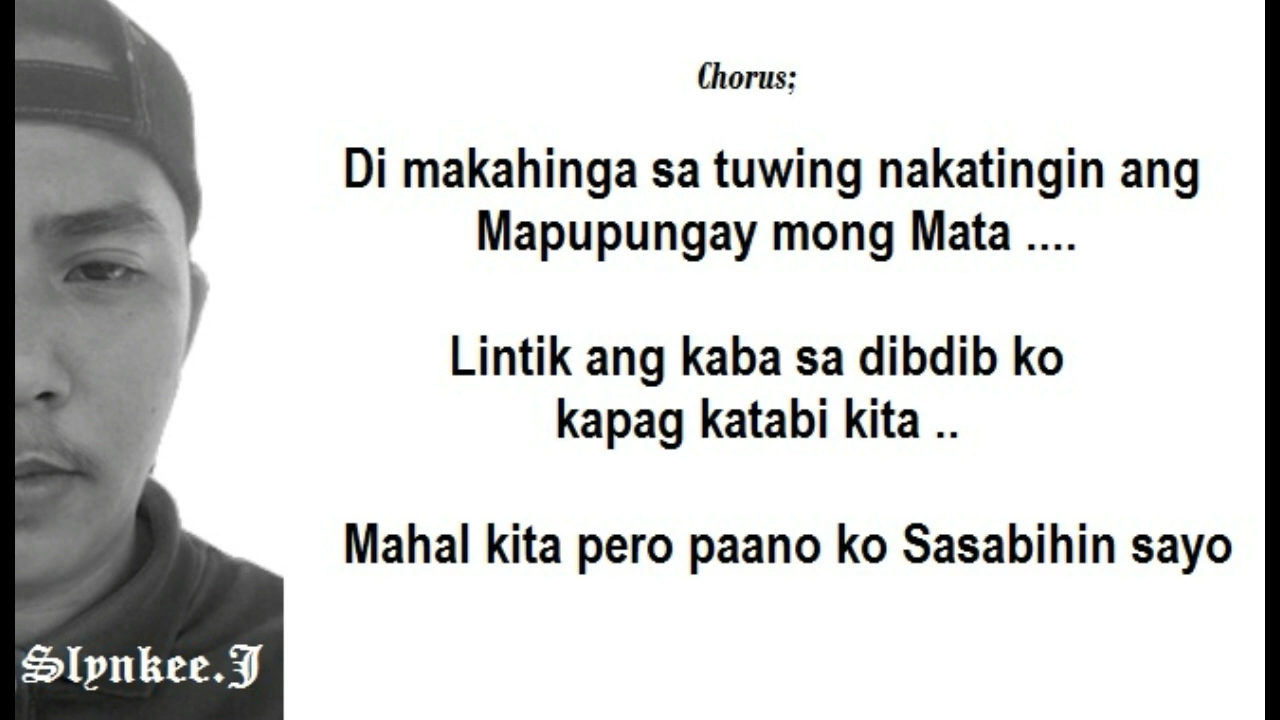 Chorus;
Di makahinga sa tuwing nakatingin ang
Mapupungay mong Mata ....
Lintik ang kaba sa dibdib ko
kapag katabi kita ..
Mahal kita pero paano ko Sasabihin sayo
Slynkee.J